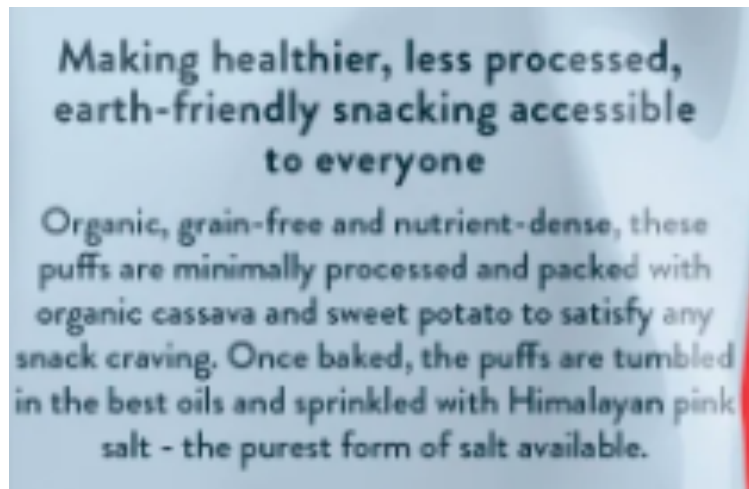 Making healthier, less processed,
earth-friendly snacking accessible
to everyone
Organic, grain-free and nutrient-dense, these
puffs are minimally processed and packed with
organic cassava and sweet potato to satisfy any
snack craving. Once baked, the puffs are tumbled
in the best oils and sprinkled with Himalayan pink
salt - the purest form of salt available.